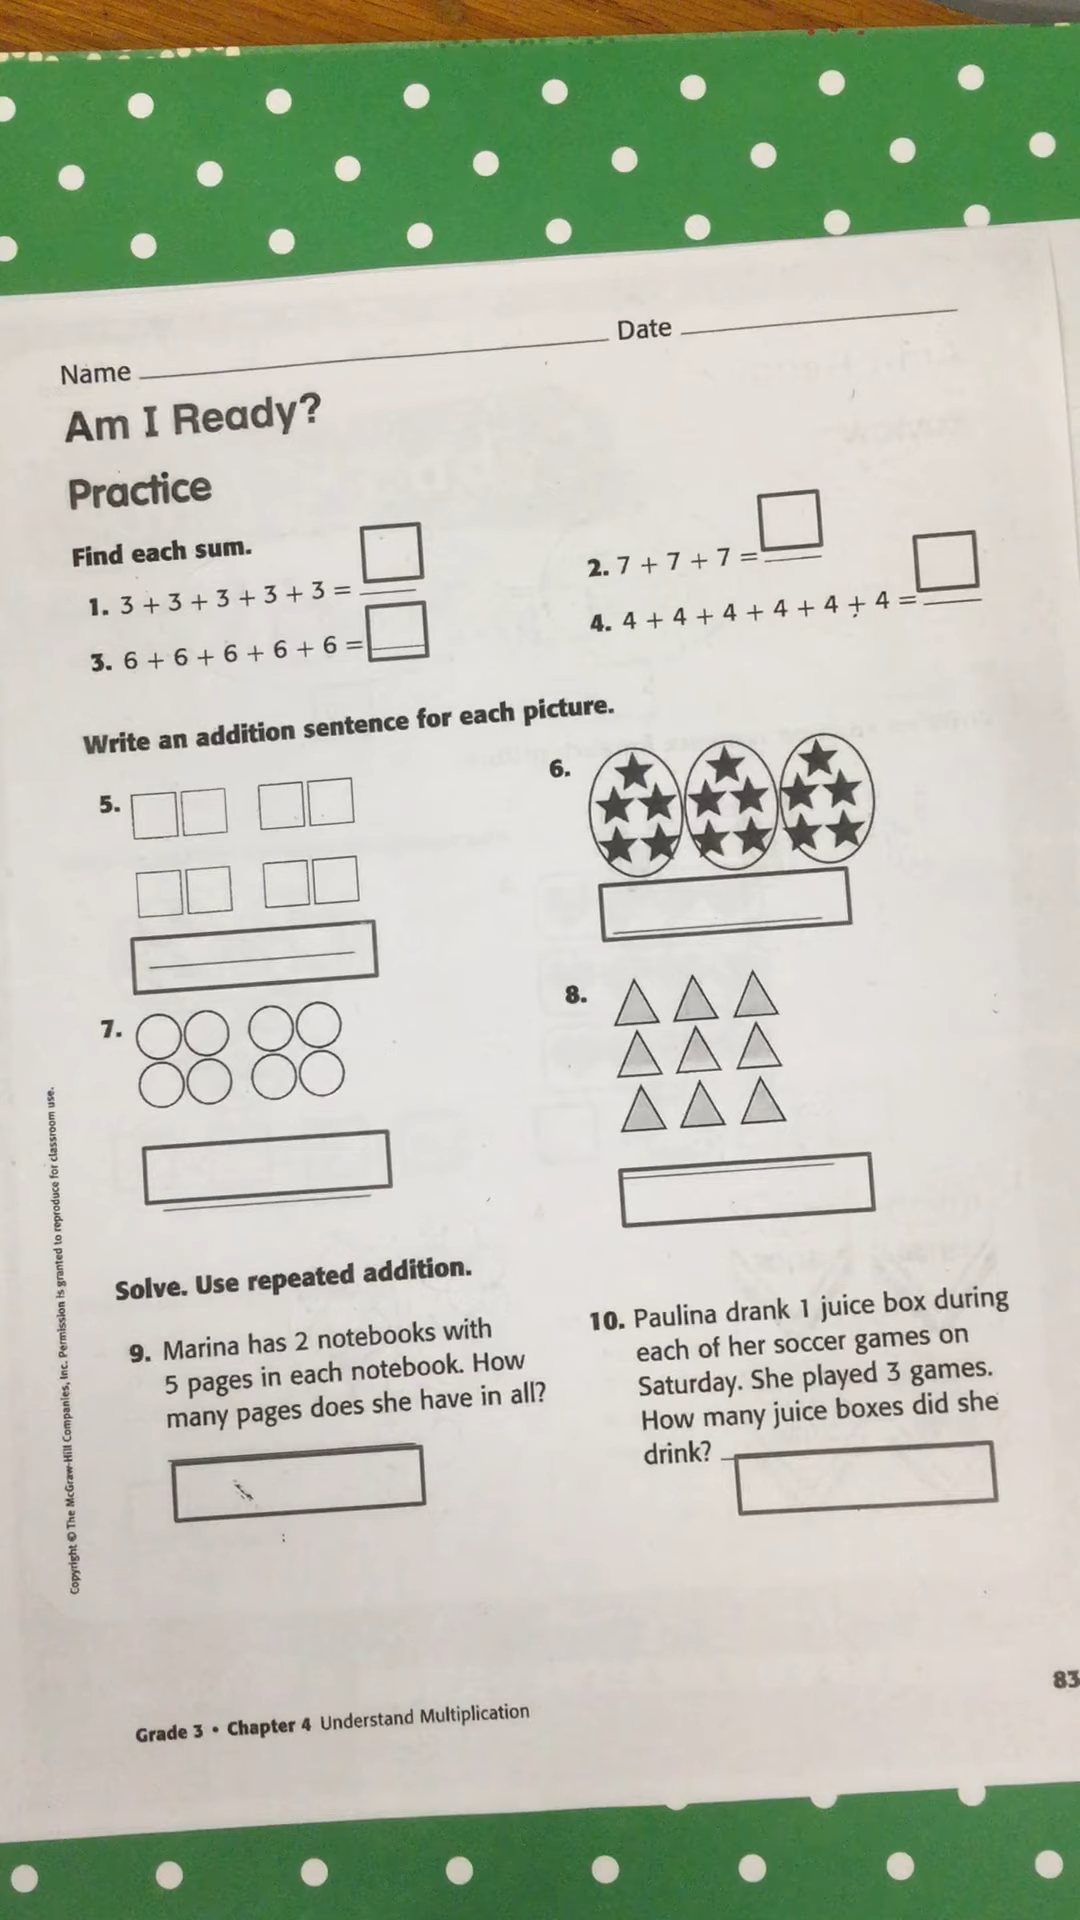 Name
Date
Am I Ready?
Practice
Find each sum.
1. 3 + 3 + 3 + 3 + 3 =
2. 7 + 7 + 7 =
3. 6 + 6 + 6 + 6 + 6 =
4. 4 + 4 + 4 + 4 + 4 + 4 =
Write an addition sentence for each picture.
5.
6.
7.
8.
Solve. Use repeated addition.
9. Marina has 2 notebooks with
5 pages in each notebook. How
many pages does she have in all?
10. Paulina drank 1 juice box during
each of her soccer games on
Saturday. She played 3 games.
How many juice boxes did she
drink?
Copyright © The McGraw-Hill Companies, Inc. Permission is granted to reproduce for classroom use.
Grade 3 • Chapter 4 Understand Multiplication
83